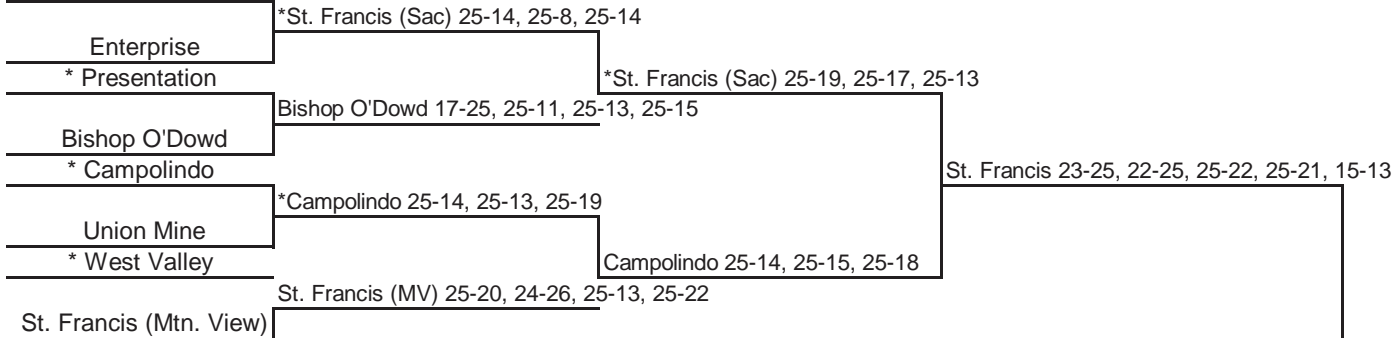 *St. Francis (Sac) 25-14, 25-8, 25-14
Enterprise
* Presentation
*St. Francis (Sac) 25-19, 25-17, 25-13
Bishop O'Dowd 17-25, 25-11, 25-13, 25-15
Bishop O'Dowd
* Campolindo
St. Francis 23-25, 22-25, 25-22, 25-21, 15-13
*Campolindo 25-14, 25-13, 25-19
Union Mine
* West Valley
Campolindo 25-14, 25-15, 25-18
St. Francis (MV) 25-20, 24-26, 25-13, 25-22
St. Francis (Mtn. View)